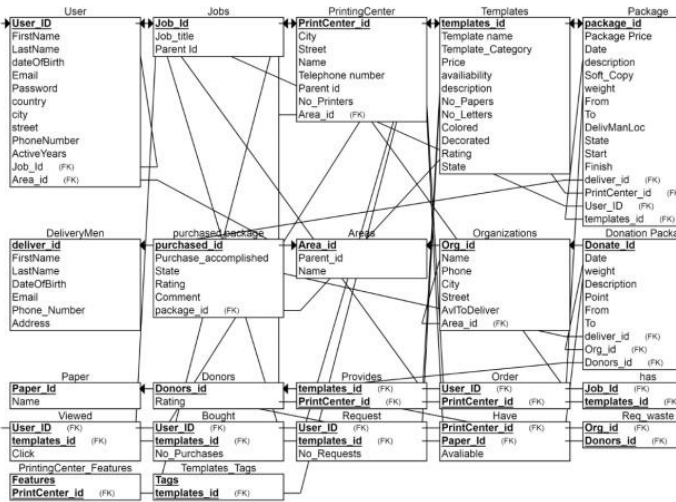 User
User_ID
FirstName
LastName
dateOfBirth
Email
Password
country
city
street
PhoneNumber
ActiveYears
Job_Id (FK)
Area_id (FK)
Jobs
Job_Id
Job_title
Parent Id
PrintingCenter
PrintCenter_id
City
Street
Name
Telephone number
Parent id
No_Printers
Area_id (FK)
Templates
templates_id
Template name
Template_Category
Price
availiability
description
No_Papers
No_Letters
Colored
Decorated
Rating
State
Package
package_id
Package Price
Date
description
Soft_Copy
weight
From
To
DelivManLoc
State
Start
Finish
deliver_id (FK)
PrintCenter_id (FK)
User_ID (FK)
templates_id (FK)
DeliveryMen
deliver_id
FirstName
LastName
DateOfBirth
Email
Phone_Number
Address
purchased package
purchased_id
Purchase_accomplished
State
Rating
Comment
package_id (FK)
Areas
Area_id
Parent_id
Name
Organizations
Org_id
Name
Phone
City
Street
AvlToDeliver
Area_id (FK)
Donation Packa
Donate_Id
Date
weight
Description
Point
From
To
deliver_id (FK)
Org_id (FK)
Donors_id (FK)
Paper
Paper_Id
Name
Donors
Donors_id
Rating
Provides
templates_id (FK)
PrintCenter_id (FK)
Order
User_ID (FK)
PrintCenter_id (FK)
has
Job_Id (FK)
templates_id (FK)
Viewed
User_ID (FK)
templates_id (FK)
Click
Bought
User_ID (FK)
templates_id (FK)
No_Purchases
Request
User_ID (FK)
templates_id (FK)
No_Requests
Have
PrintCenter_id (FK)
Paper_Id (FK)
Avaliable
Req_waste
Org_id (FK)
Donors_id (FK)
PrintingCenter_Features
Features
PrintCenter_id (FK)
Templates_Tags
Tags
templates_id (FK)